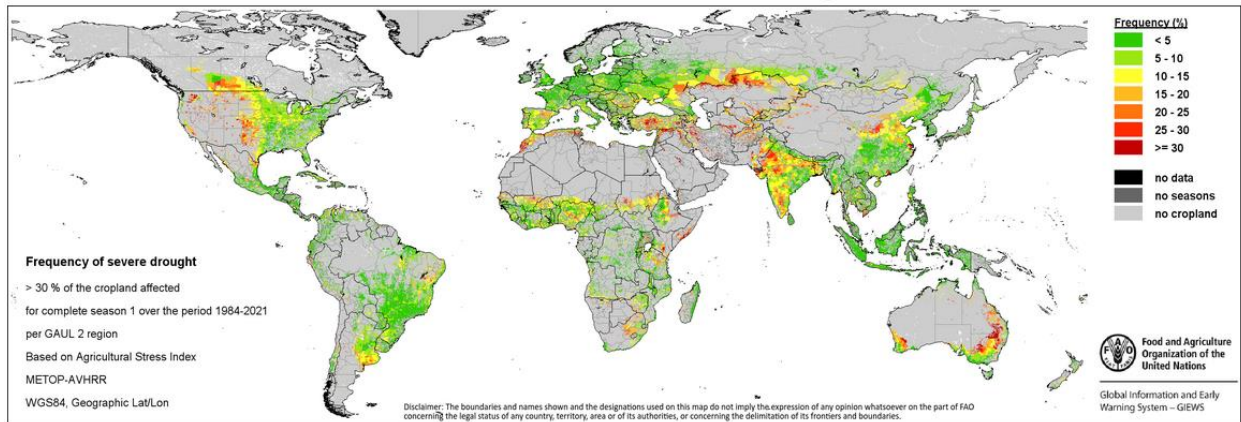 Frequency (%)
< 5
5 - 10
10 - 15
15 - 20
20 - 25
25 - 30
>= 30
no data
no seasons
no cropland
Frequency of severe drought
> 30 % of the cropland affected
for complete season 1 over the period 1984-2021
per GAUL 2 region
Based on Agricultural Stress Index
METOP-AVHRR
WGS84, Geographic Lat/Lon
Disclaimer: The boundaries and names shown and the designations used on this map do not imply the expression of any opinion whatsoever on the part of FAO
concerning the legal status of any country, territory, area or of its authorities, or concerning the delimitation of its frontiers and boundaries.
Food and Agriculture
Organization of the
United Nations
Global Information and Early
Warning System – GIEWS